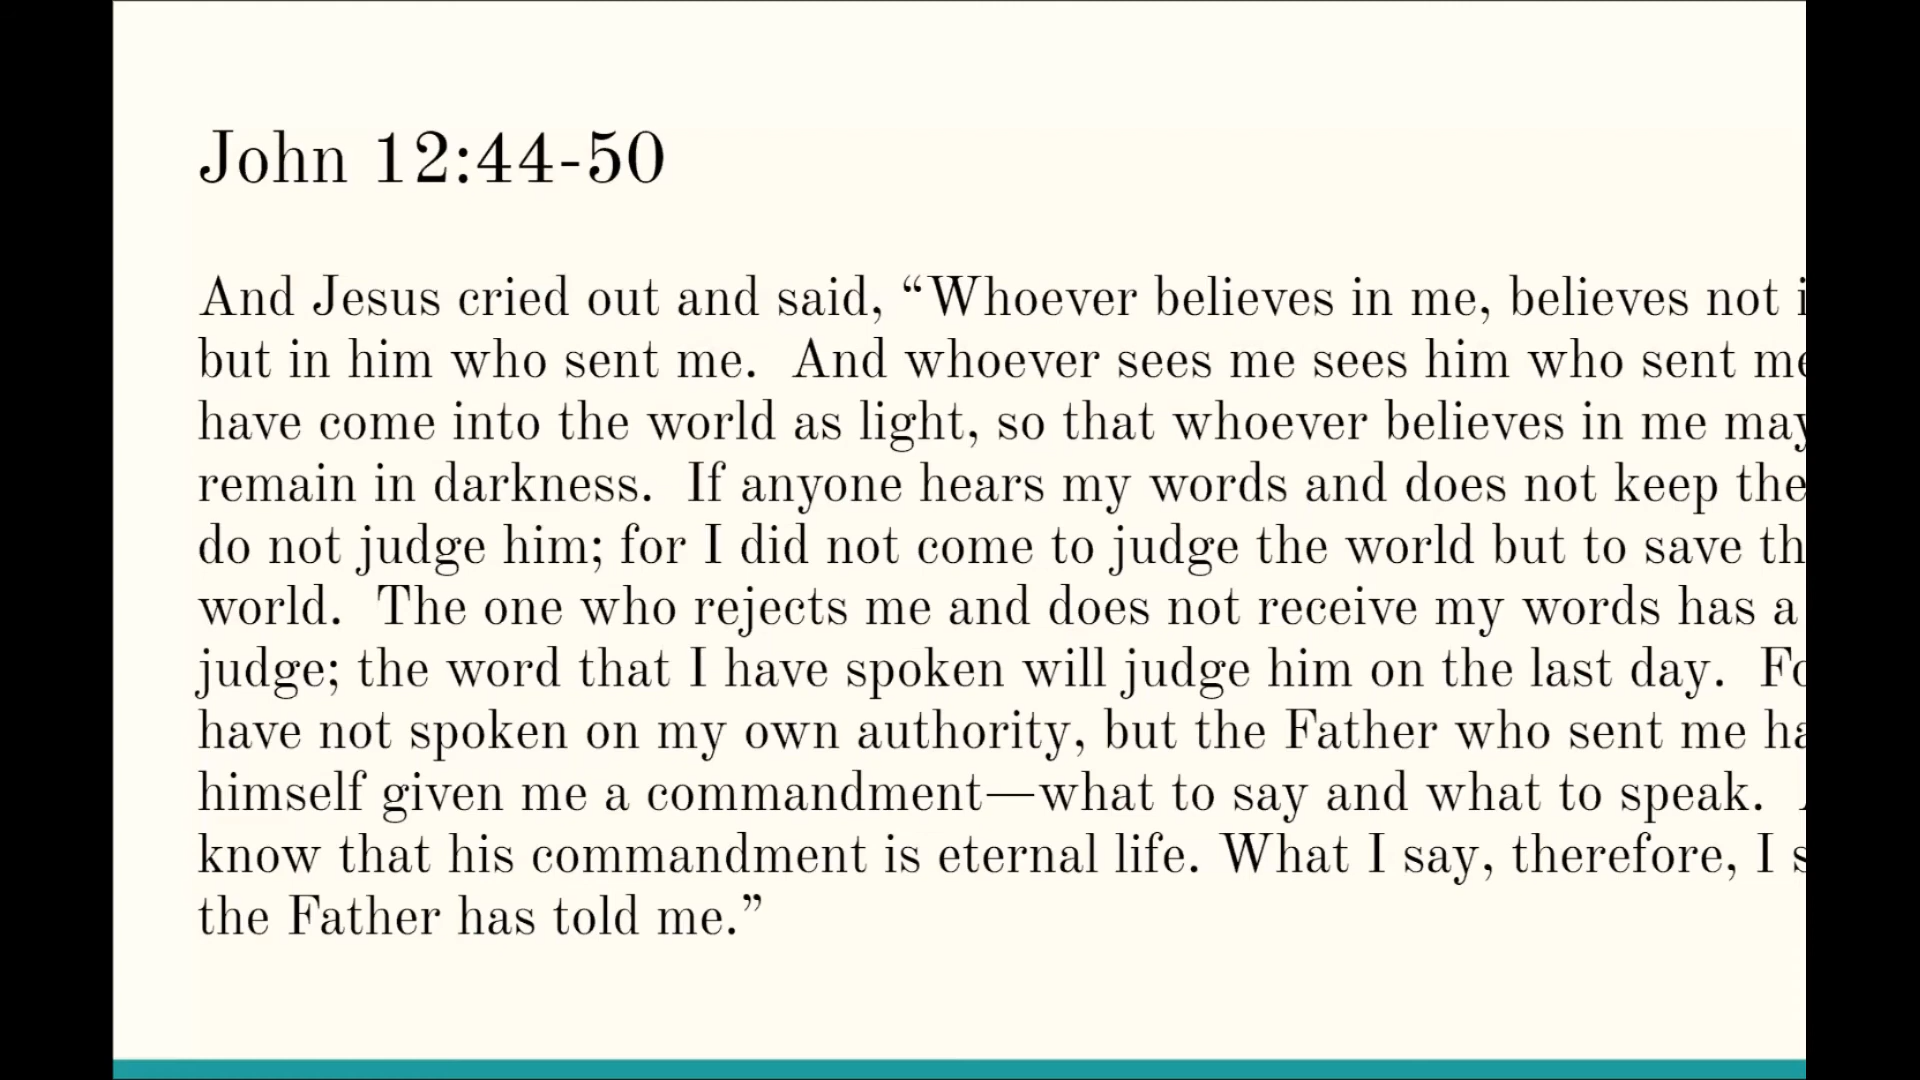 John 12:44-50
And Jesus cried out and said, “Whoever believes in me, believes not i
but in him who sent me.  And whoever sees me sees him who sent me
have come into the world as light, so that whoever believes in me may
remain in darkness.  If anyone hears my words and does not keep the
do not judge him; for I did not come to judge the world but to save th
world.  The one who rejects me and does not receive my words has a
judge; the word that I have spoken will judge him on the last day.  Fo
have not spoken on my own authority, but the Father who sent me ha
himself given me a commandment—what to say and what to speak.
know that his commandment is eternal life. What I say, therefore, I s
the Father has told me.”